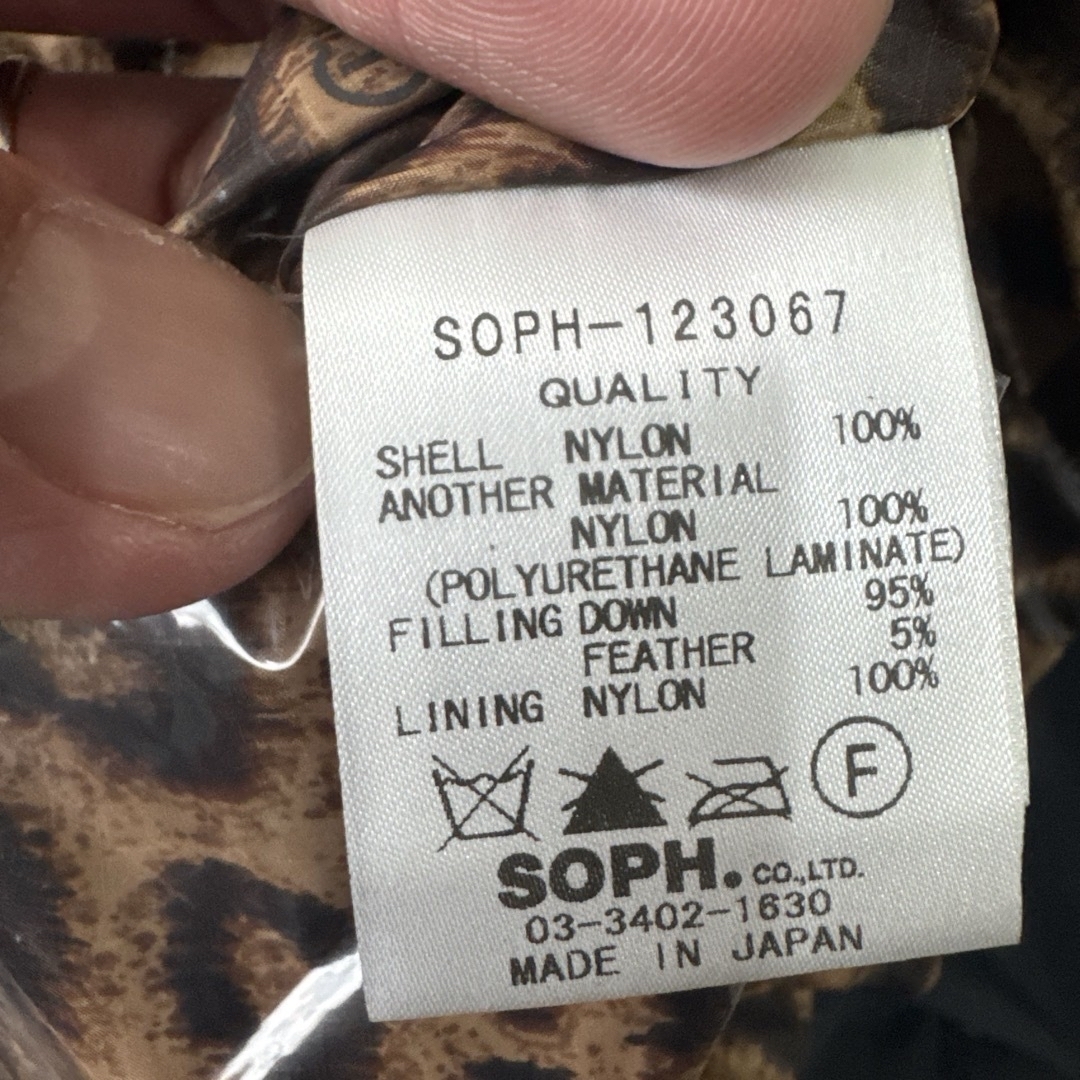 SOPH-123067
QUALITY
SHELL NYLON 100%
ANOTHER MATERIAL
NYLON 100%
(POLYURETHANE LAMINATE)
FILLING DOWN 95%
FEATHER 5%
LINING NYLON 100%
F
SOPH. CO.,LTD.
03-3402-1630
MADE IN JAPAN